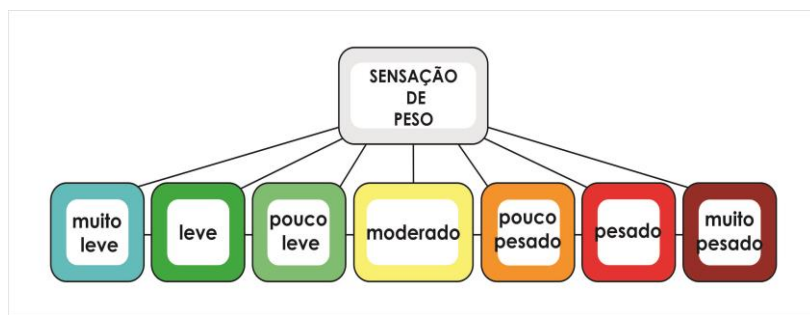 SENSAÇÃO
DE
PESO
muito
leve
leve
pouco
leve
moderado
pouco
pesado
pesado
muito
pesado